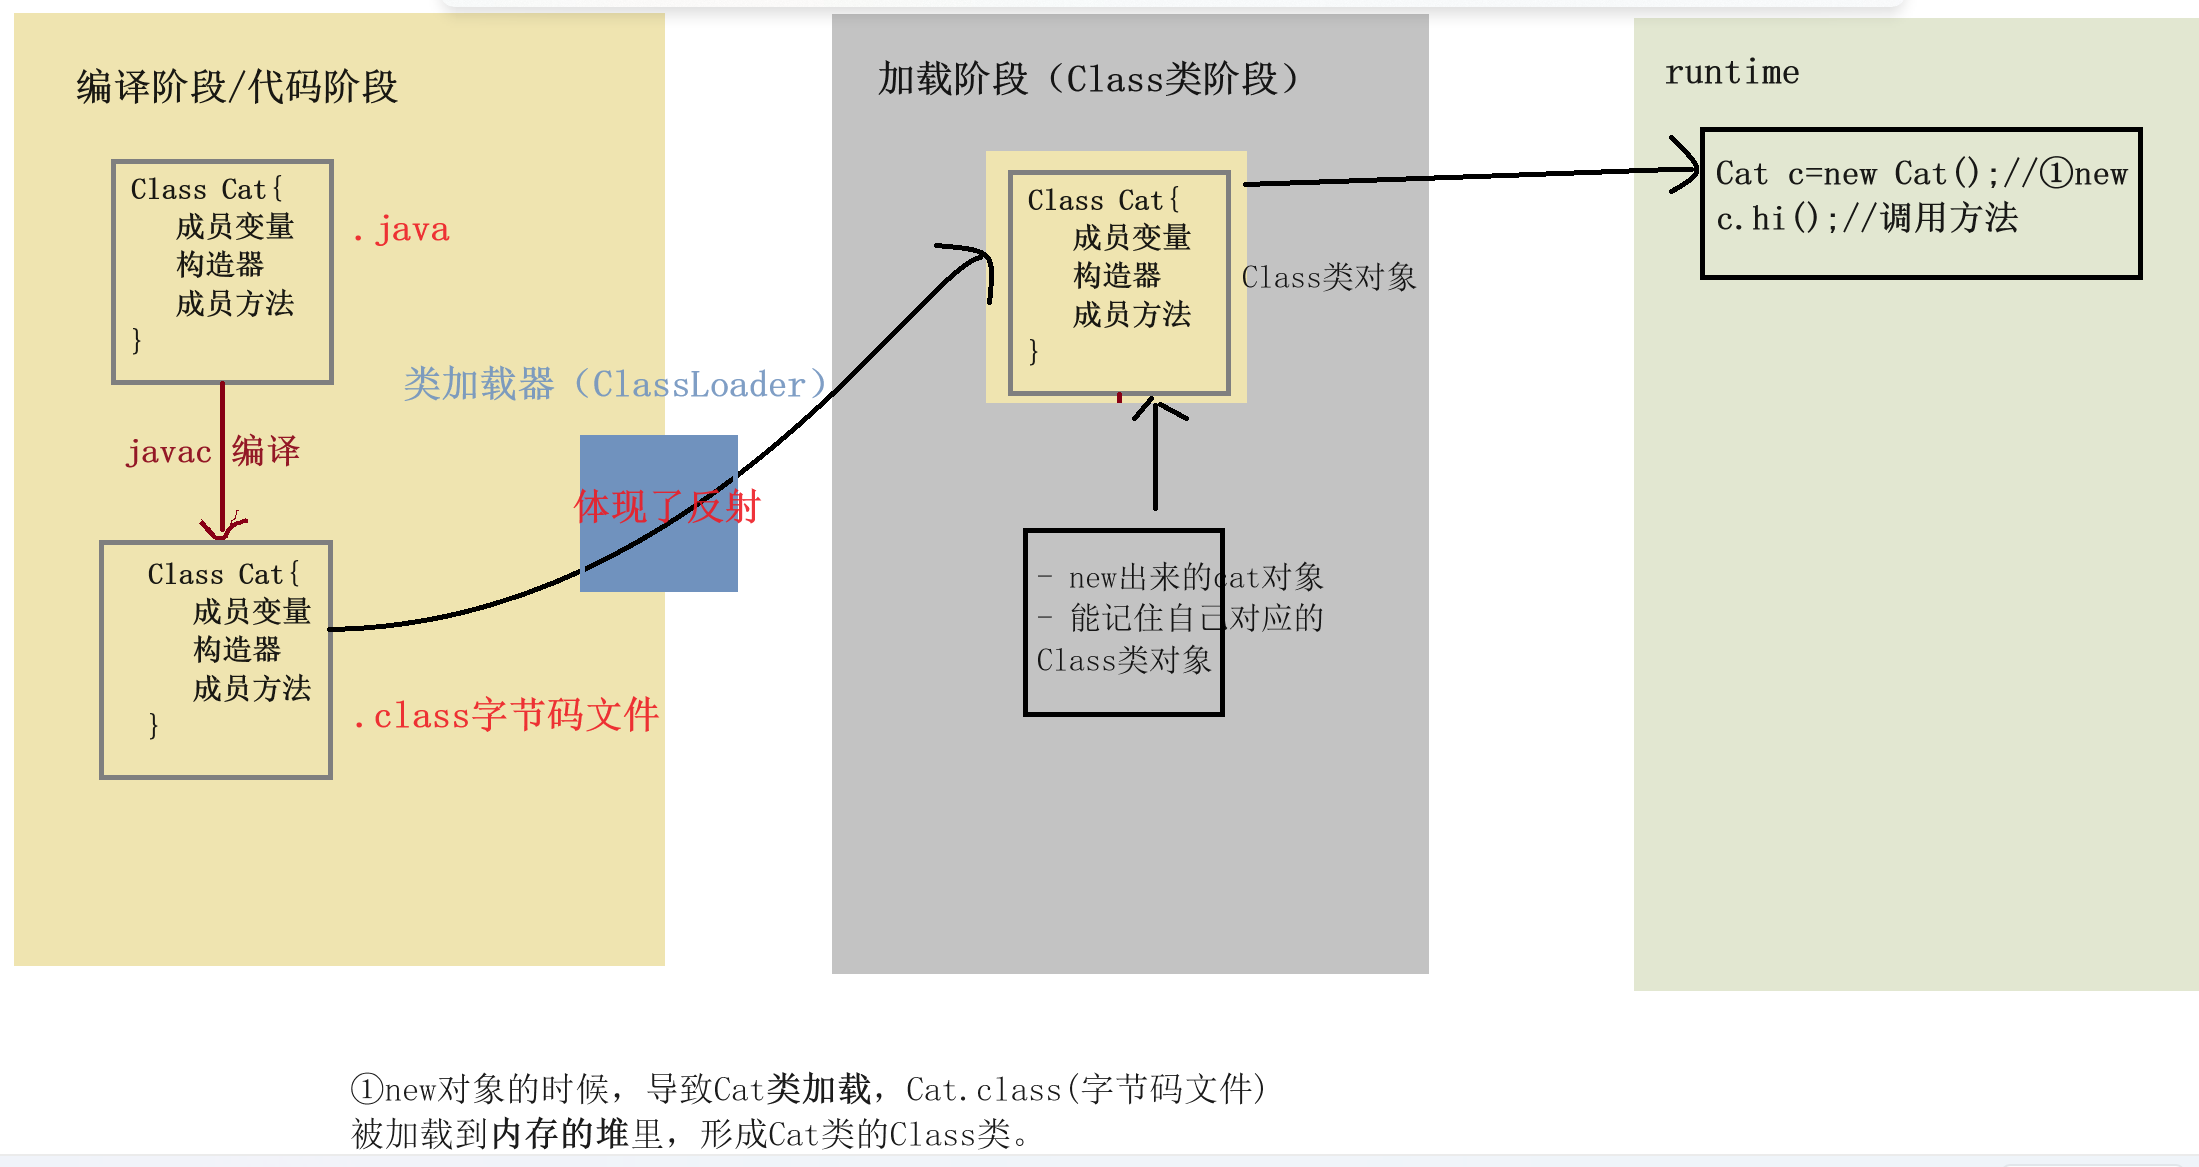 编译阶段/代码阶段
Class Cat{
成员变量
构造器
成员方法
}
.java
javac 编译
Class Cat{
成员变量
构造器
成员方法
}
.class字节码文件
类加载器（ClassLoader）
体现了反射
加载阶段（Class类阶段）
Class Cat{
成员变量
构造器
成员方法
}
Class类对象
- new出来的cat对象
- 能记住自己对应的
Class类对象
runtime
Cat c=new Cat();//①new
c.hi();//调用方法
①new对象的时候，导致Cat类加载，Cat.class(字节码文件)
被加载到内存的堆里，形成Cat类的Class类。